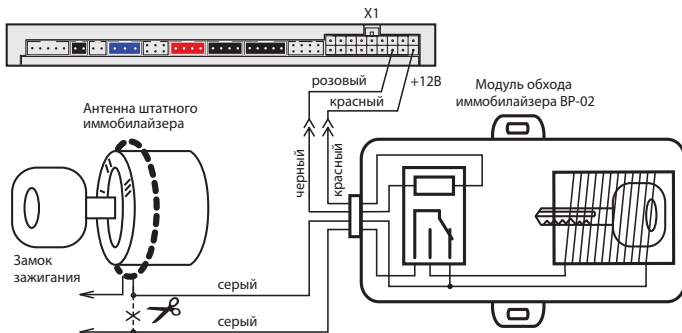 X1
розовый
+12В
красный
Модуль обхода
иммобилайзера BP-02
Антенна штатного
иммобилайзера
черный
красный
Замок
зажигания
серый
серый